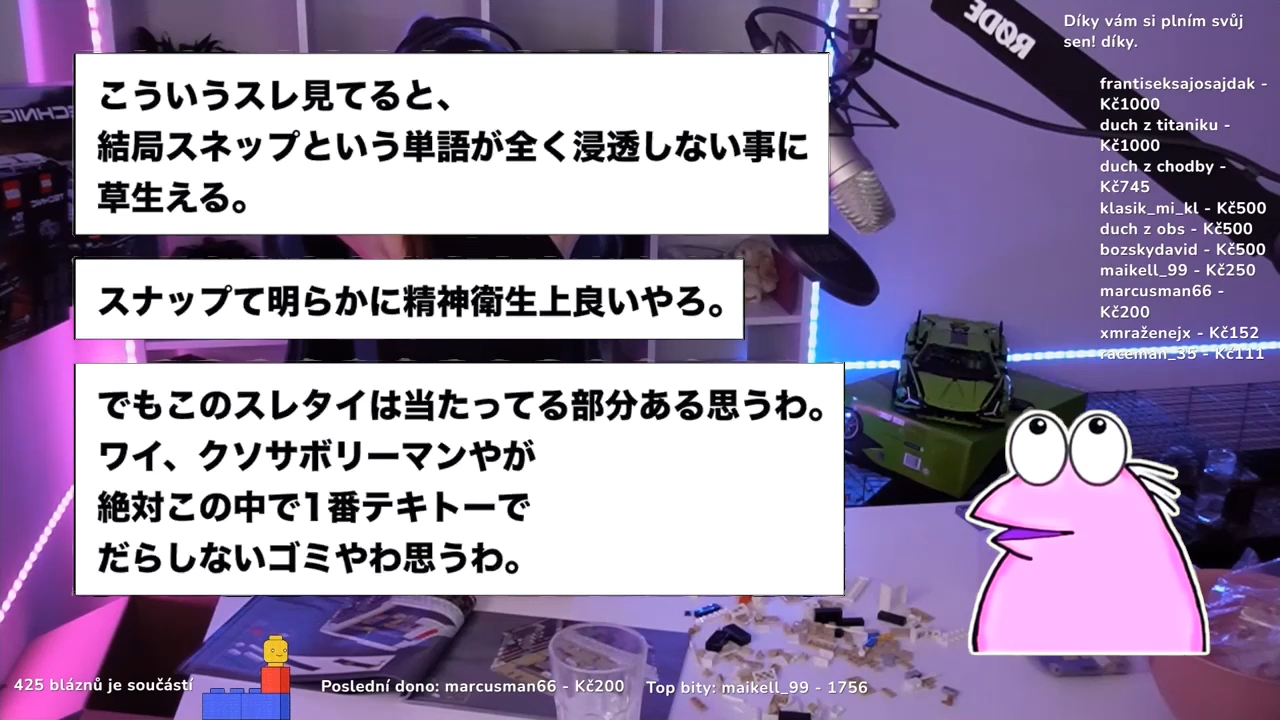 こういうスレ見てると、
結局スネップという単語が全く浸透しない事に
草生える。
スナップて明らかに精神衛生上良いやろ。
でもこのスレタイは当たってる部分ある思うわ。
ワイ、クソサボリーマンやが
絶対この中で1番テキトーで
だらしないゴミやわ思うわ。
RØDE
Díky vám si plním svůj
sen! díky.
frantiseksajosajdak -
Kč1000
duch z titaniku -
Kč1000
duch z chodby -
Kč745
klasik_mi_kl - Kč500
duch z obs - Kč500
bozskydavid - Kč500
maikell_99 - Kč250
marcusman66 -
Kč200
xmraženejx - Kč152
raceman_35 - Kč111
TECHNIC
425 bláznů je součástí
Poslední dono: marcusman66 - Kč200
Top bity: maikell_99 - 1756